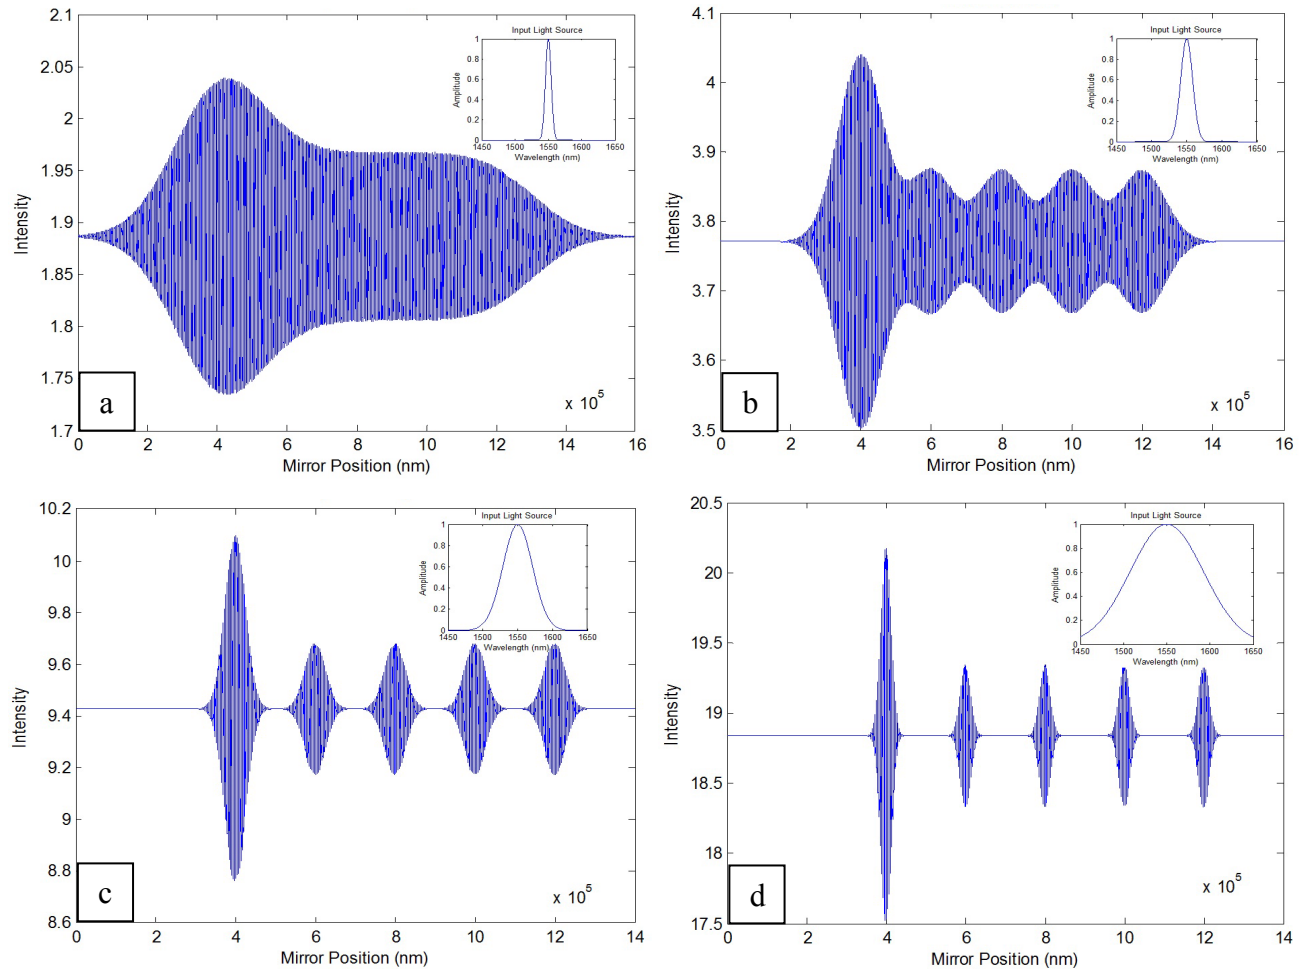 2.1
2.05
2
1.95
1.9
1.85
1.8
1.75
1.7
Intensity
0 2 4 6 8 10 12 14 16
Mirror Position (nm)
x 10^5
a
Input Light Source
1
0.8
0.6
0.4
0.2
0
Amplitude
1450 1500 1550 1600 1650
Wavelength (nm)
4.1
4
3.9
3.8
3.7
3.6
3.5
Intensity
0 2 4 6 8 10 12 14 16
Mirror Position (nm)
x 10^5
b
Input Light Source
1
0.8
0.6
0.4
0.2
0
Amplitude
1450 1500 1550 1600 1650
Wavelength (nm)
10.2
10
9.8
9.6
9.4
9.2
9
8.8
8.6
Intensity
0 2 4 6 8 10 12 14
Mirror Position (nm)
x 10^5
c
Input Light Source
1
0.8
0.6
0.4
0.2
0
Amplitude
1450 1500 1550 1600 1650
Wavelength (nm)
20.5
20
19.5
19
18.5
18
17.5
Intensity
0 2 4 6 8 10 12 14
Mirror Position (nm)
x 10^5
d
Input Light Source
1
0.8
0.6
0.4
0.2
0
Amplitude
1450 1500 1550 1600 1650
Wavelength (nm)